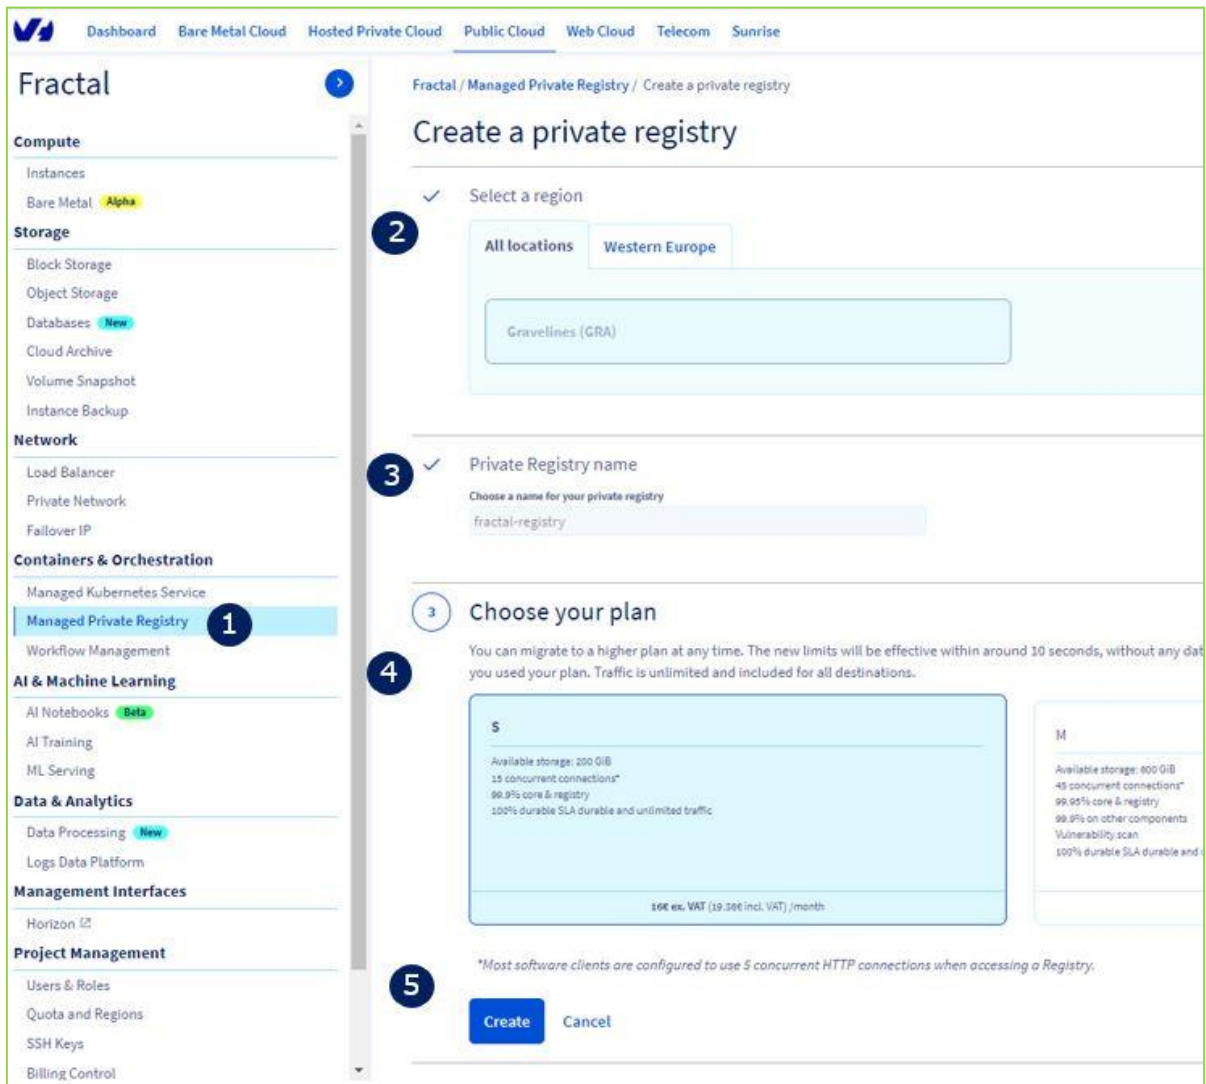 Dashboard Bare Metal Cloud Hosted Private Cloud Public Cloud Web Cloud Telecom Sunrise
Fractal
Compute
Instances
Bare Metal Alpha
Storage
Block Storage
Object Storage
Databases New
Cloud Archive
Volume Snapshot
Instance Backup
Network
Load Balancer
Private Network
Failover IP
Containers & Orchestration
Managed Kubernetes Service
Managed Private Registry 1
Workflow Management
AI & Machine Learning
AI Notebooks Beta
AI Training
ML Serving
Data & Analytics
Data Processing New
Logs Data Platform
Management Interfaces
Horizon
Project Management
Users & Roles
Quota and Regions
SSH Keys
Billing Control
Fractal / Managed Private Registry / Create a private registry
Create a private registry
Select a region
2
All locations Western Europe
Gravelines (GRA)
3
Private Registry name
Choose a name for your private registry
fractal-registry
3 Choose your plan
4
You can migrate to a higher plan at any time. The new limits will be effective within around 10 seconds, without any dat
you used your plan. Traffic is unlimited and included for all destinations.
S
Available storage: 200 GiB
15 concurrent connections*
99.9% core & registry
100% durable SLA durable and unlimited traffic
16€ ex. VAT (19.36€ incl. VAT) /month
M
Available storage: 600 GiB
45 concurrent connections*
99.95% core & registry
99.9% on other components
Vulnerability scan
100% durable SLA durable and
*Most software clients are configured to use 5 concurrent HTTP connections when accessing a Registry.
5
Create Cancel